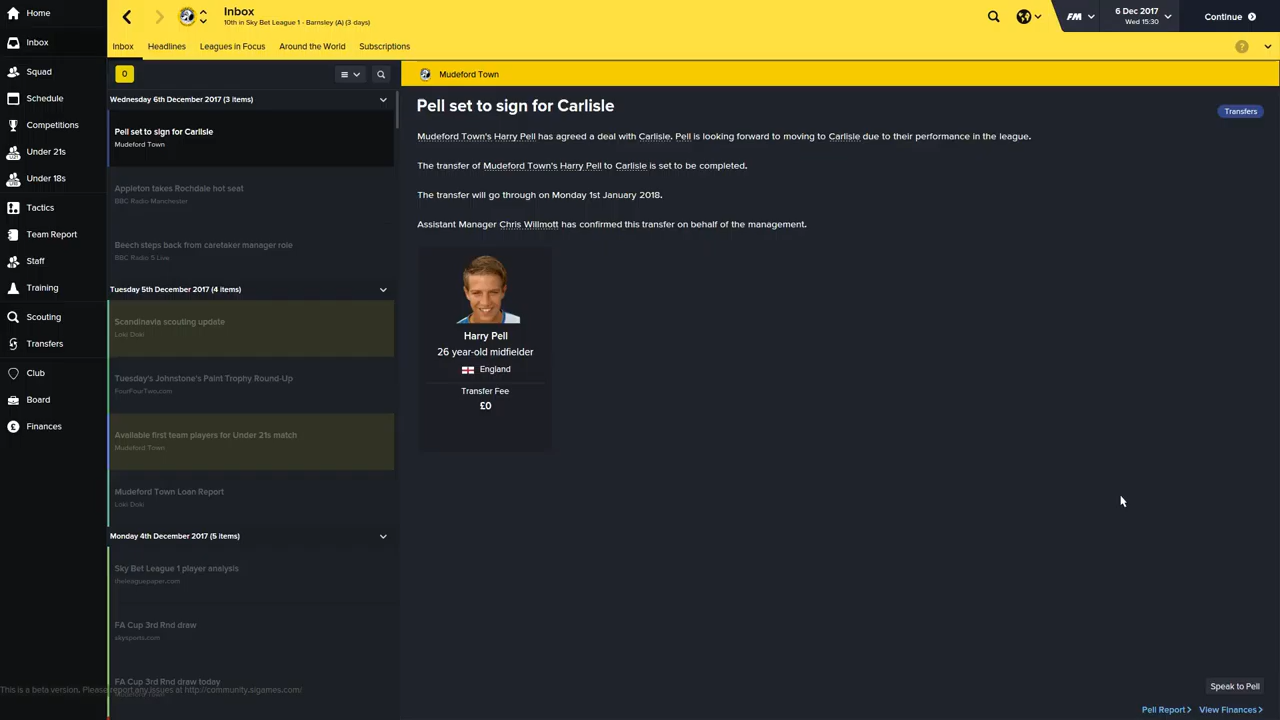 Home
Inbox
Squad
Schedule
Competitions
Under 21s
Under 18s
Tactics
Team Report
Staff
Training
Scouting
Transfers
Club
Board
Finances
Inbox
10th in Sky Bet League 1 - Barnsley (A) (3 days)
FM
6 Dec 2017
Wed 15:30
Continue
Inbox
Headlines
Leagues in Focus
Around the World
Subscriptions
?
0
Wednesday 6th December 2017 (3 items)
Pell set to sign for Carlisle
Mudeford Town
Appleton takes Rochdale hot seat
BBC Radio Manchester
Beech steps back from caretaker manager role
BBC Radio 5 Live
Tuesday 5th December 2017 (4 items)
Scandinavia scouting update
Loki Doki
Tuesday's Johnstone's Paint Trophy Round-Up
FourFourTwo.com
Available first team players for Under 21s match
Mudeford Town
Mudeford Town Loan Report
Loki Doki
Monday 4th December 2017 (5 items)
Sky Bet League 1 player analysis
theleaguepaper.com
FA Cup 3rd Rnd draw
skysports.com
FA Cup 3rd Rnd draw today
Mudeford Town
This is a beta version. Please report any issues at http://community.sigames.com/
Mudeford Town
Pell set to sign for Carlisle
Transfers
Mudeford Town's Harry Pell has agreed a deal with Carlisle. Pell is looking forward to moving to Carlisle due to their performance in the league.
The transfer of Mudeford Town's Harry Pell to Carlisle is set to be completed.
The transfer will go through on Monday 1st January 2018.
Assistant Manager Chris Willmott has confirmed this transfer on behalf of the management.
Harry Pell
26 year-old midfielder
England
Transfer Fee
£0
Speak to Pell
Pell Report >
View Finances >